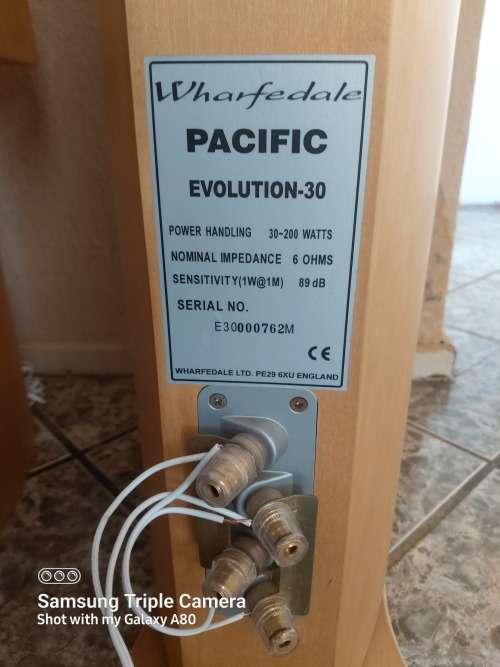 Wharfedale
PACIFIC
EVOLUTION-30
POWER HANDLING 30~200 WATTS
NOMINAL IMPEDANCE 6 OHMS
SENSITIVITY(1W@1M) 89 dB
SERIAL NO.
E30000762M
CE
WHARFEDALE LTD. PE29 6XU ENGLAND
Samsung Triple Camera
Shot with my Galaxy A80